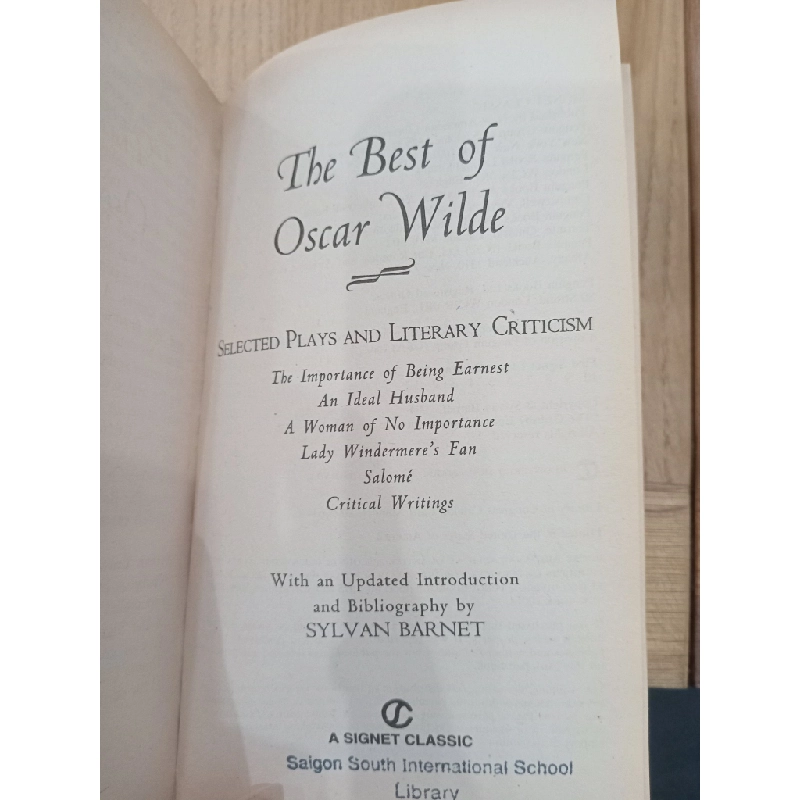 The Best of
Oscar Wilde
SELECTED PLAYS AND LITERARY CRITICISM
The Importance of Being Earnest
An Ideal Husband
A Woman of No Importance
Lady Windermere's Fan
Salomé
Critical Writings
With an Updated Introduction
and Bibliography by
SYLVAN BARNET
A SIGNET CLASSIC
Saigon South International School
Library